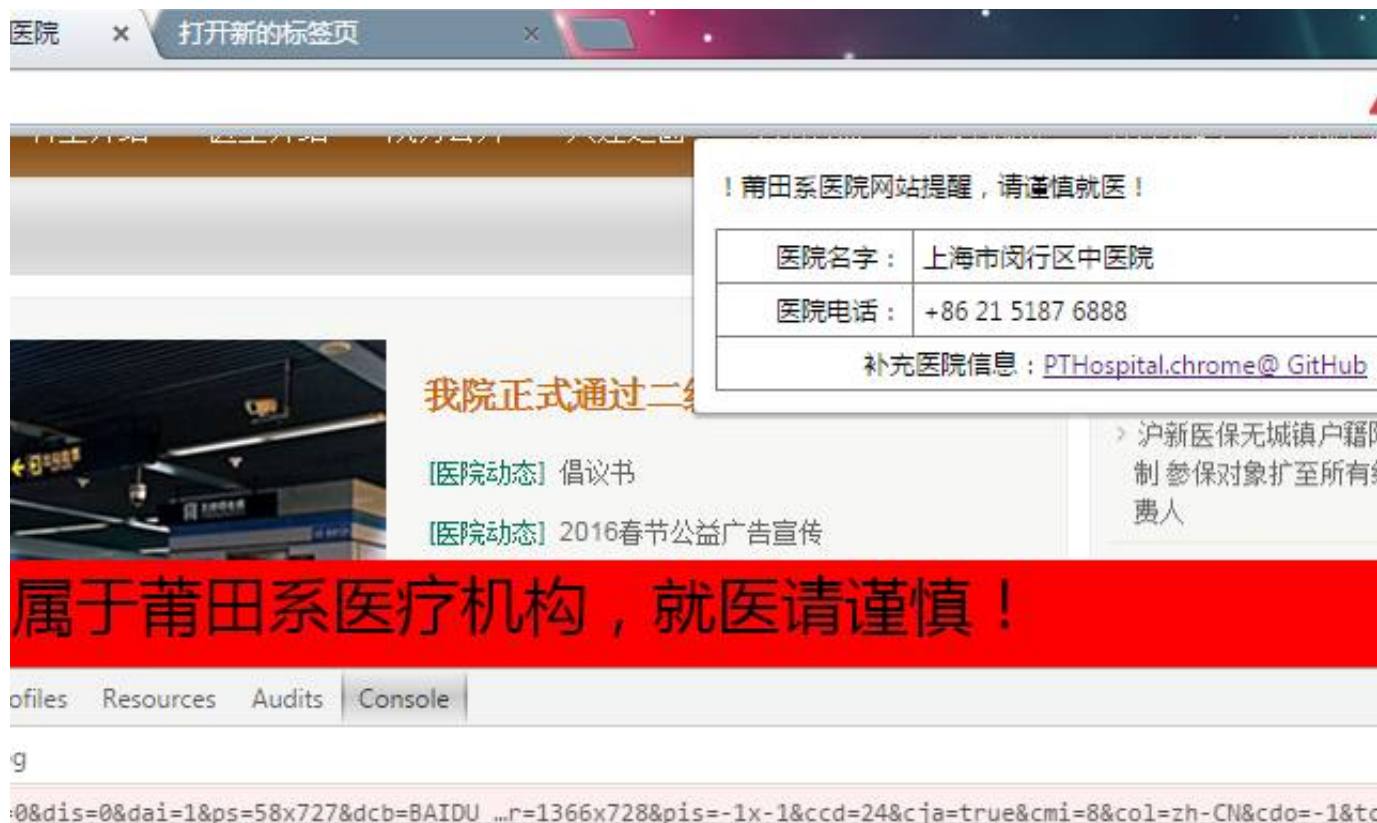 医院 × 打开新的标签页 ×
！莆田系医院网站提醒，请谨慎就医！
医院名字： 上海市闵行区中医院
医院电话： +86 21 5187 6888
补充医院信息：PTHospital.chrome@ GitHub
我院正式通过二
[医院动态] 倡议书
[医院动态] 2016春节公益广告宣传
› 沪新医保无城镇户籍
制 参保对象扩至所有
费人
属于莆田系医疗机构，就医请谨慎！
ofiles Resources Audits Console
g
=0&dis=0&dai=1&ps=58x727&dcb=BAIDU_…r=1366x728&pis=-1x-1&ccd=24&cja=true&cmi=8&col=zh-CN&cdo=-1&tc